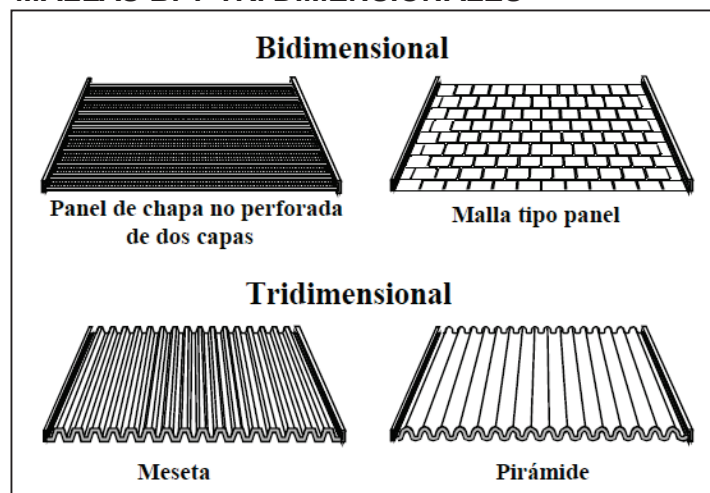 Bidimensional
Panel de chapa no perforada
de dos capas
Malla tipo panel
Tridimensional
Meseta
Pirámide